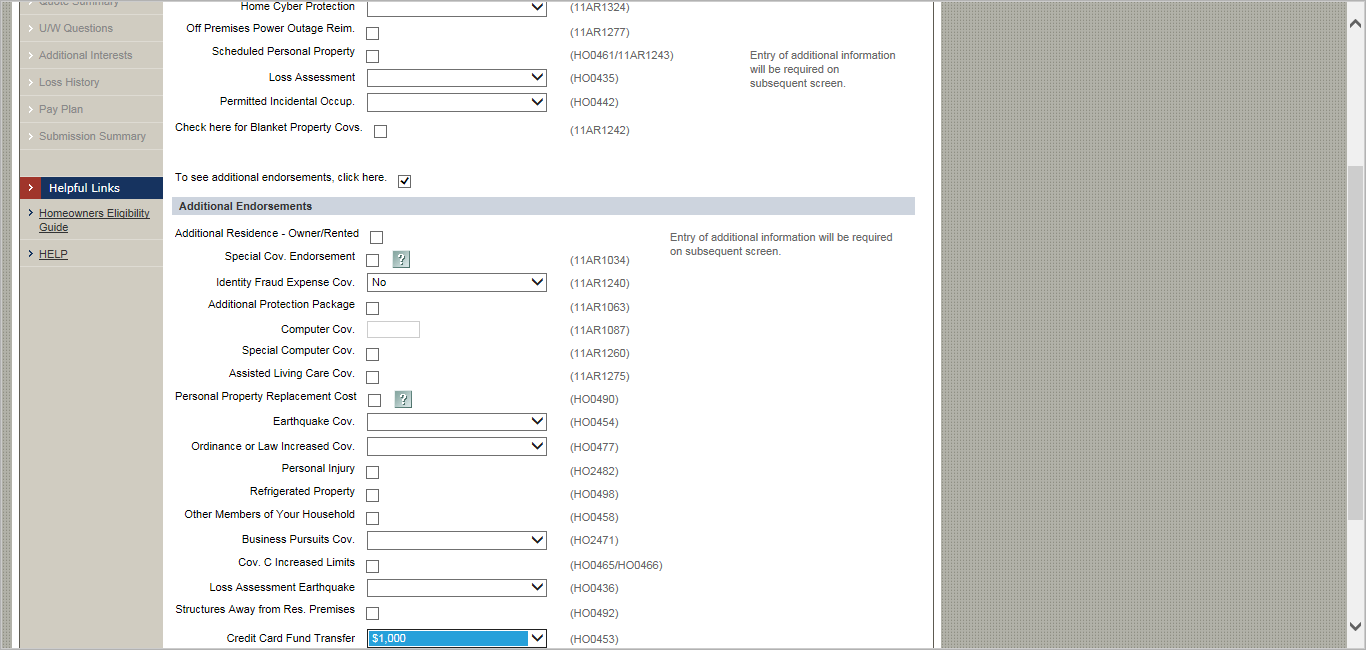 Quote Summary
U/W Questions
Additional Interests
Loss History
Pay Plan
Submission Summary
Helpful Links
Homeowners Eligibility
Guide
HELP
Home Cyber Protection (11AR1324)
Off Premises Power Outage Reim. (11AR1277)
Scheduled Personal Property (HO0461/11AR1243)
Entry of additional information
will be required on
subsequent screen.
Loss Assessment (HO0435)
Permitted Incidental Occup. (HO0442)
Check here for Blanket Property Covs. (11AR1242)
To see additional endorsements, click here.
Additional Endorsements
Additional Residence - Owner/Rented
Entry of additional information will be required
on subsequent screen.
Special Cov. Endorsement ? (11AR1034)
Identity Fraud Expense Cov. No (11AR1240)
Additional Protection Package (11AR1063)
Computer Cov. (11AR1087)
Special Computer Cov. (11AR1260)
Assisted Living Care Cov. (11AR1275)
Personal Property Replacement Cost ? (HO0490)
Earthquake Cov. (HO0454)
Ordinance or Law Increased Cov. (HO0477)
Personal Injury (HO2482)
Refrigerated Property (HO0498)
Other Members of Your Household (HO0458)
Business Pursuits Cov. (HO2471)
Cov. C Increased Limits (HO0465/HO0466)
Loss Assessment Earthquake (HO0436)
Structures Away from Res. Premises (HO0492)
Credit Card Fund Transfer $1,000 (HO0453)